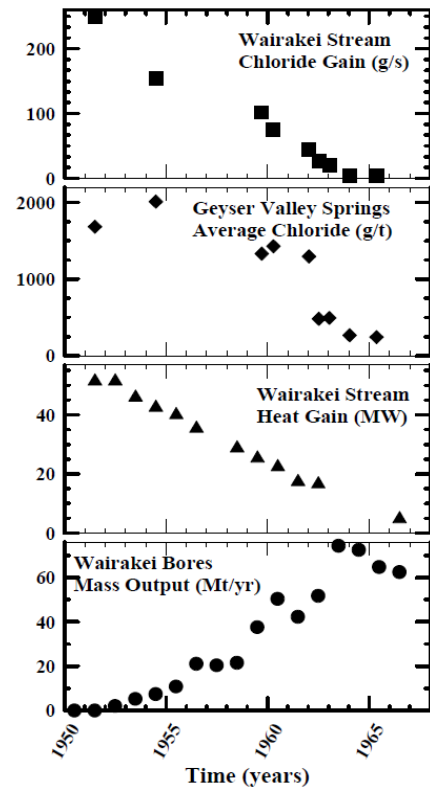 200
100
0
Wairakei Stream
Chloride Gain (g/s)
2000
1000
0
Geyser Valley Springs
Average Chloride (g/t)
40
20
0
Wairakei Stream
Heat Gain (MW)
60
40
20
0
Wairakei Bores
Mass Output (Mt/yr)
1950
1955
1960
1965
Time (years)